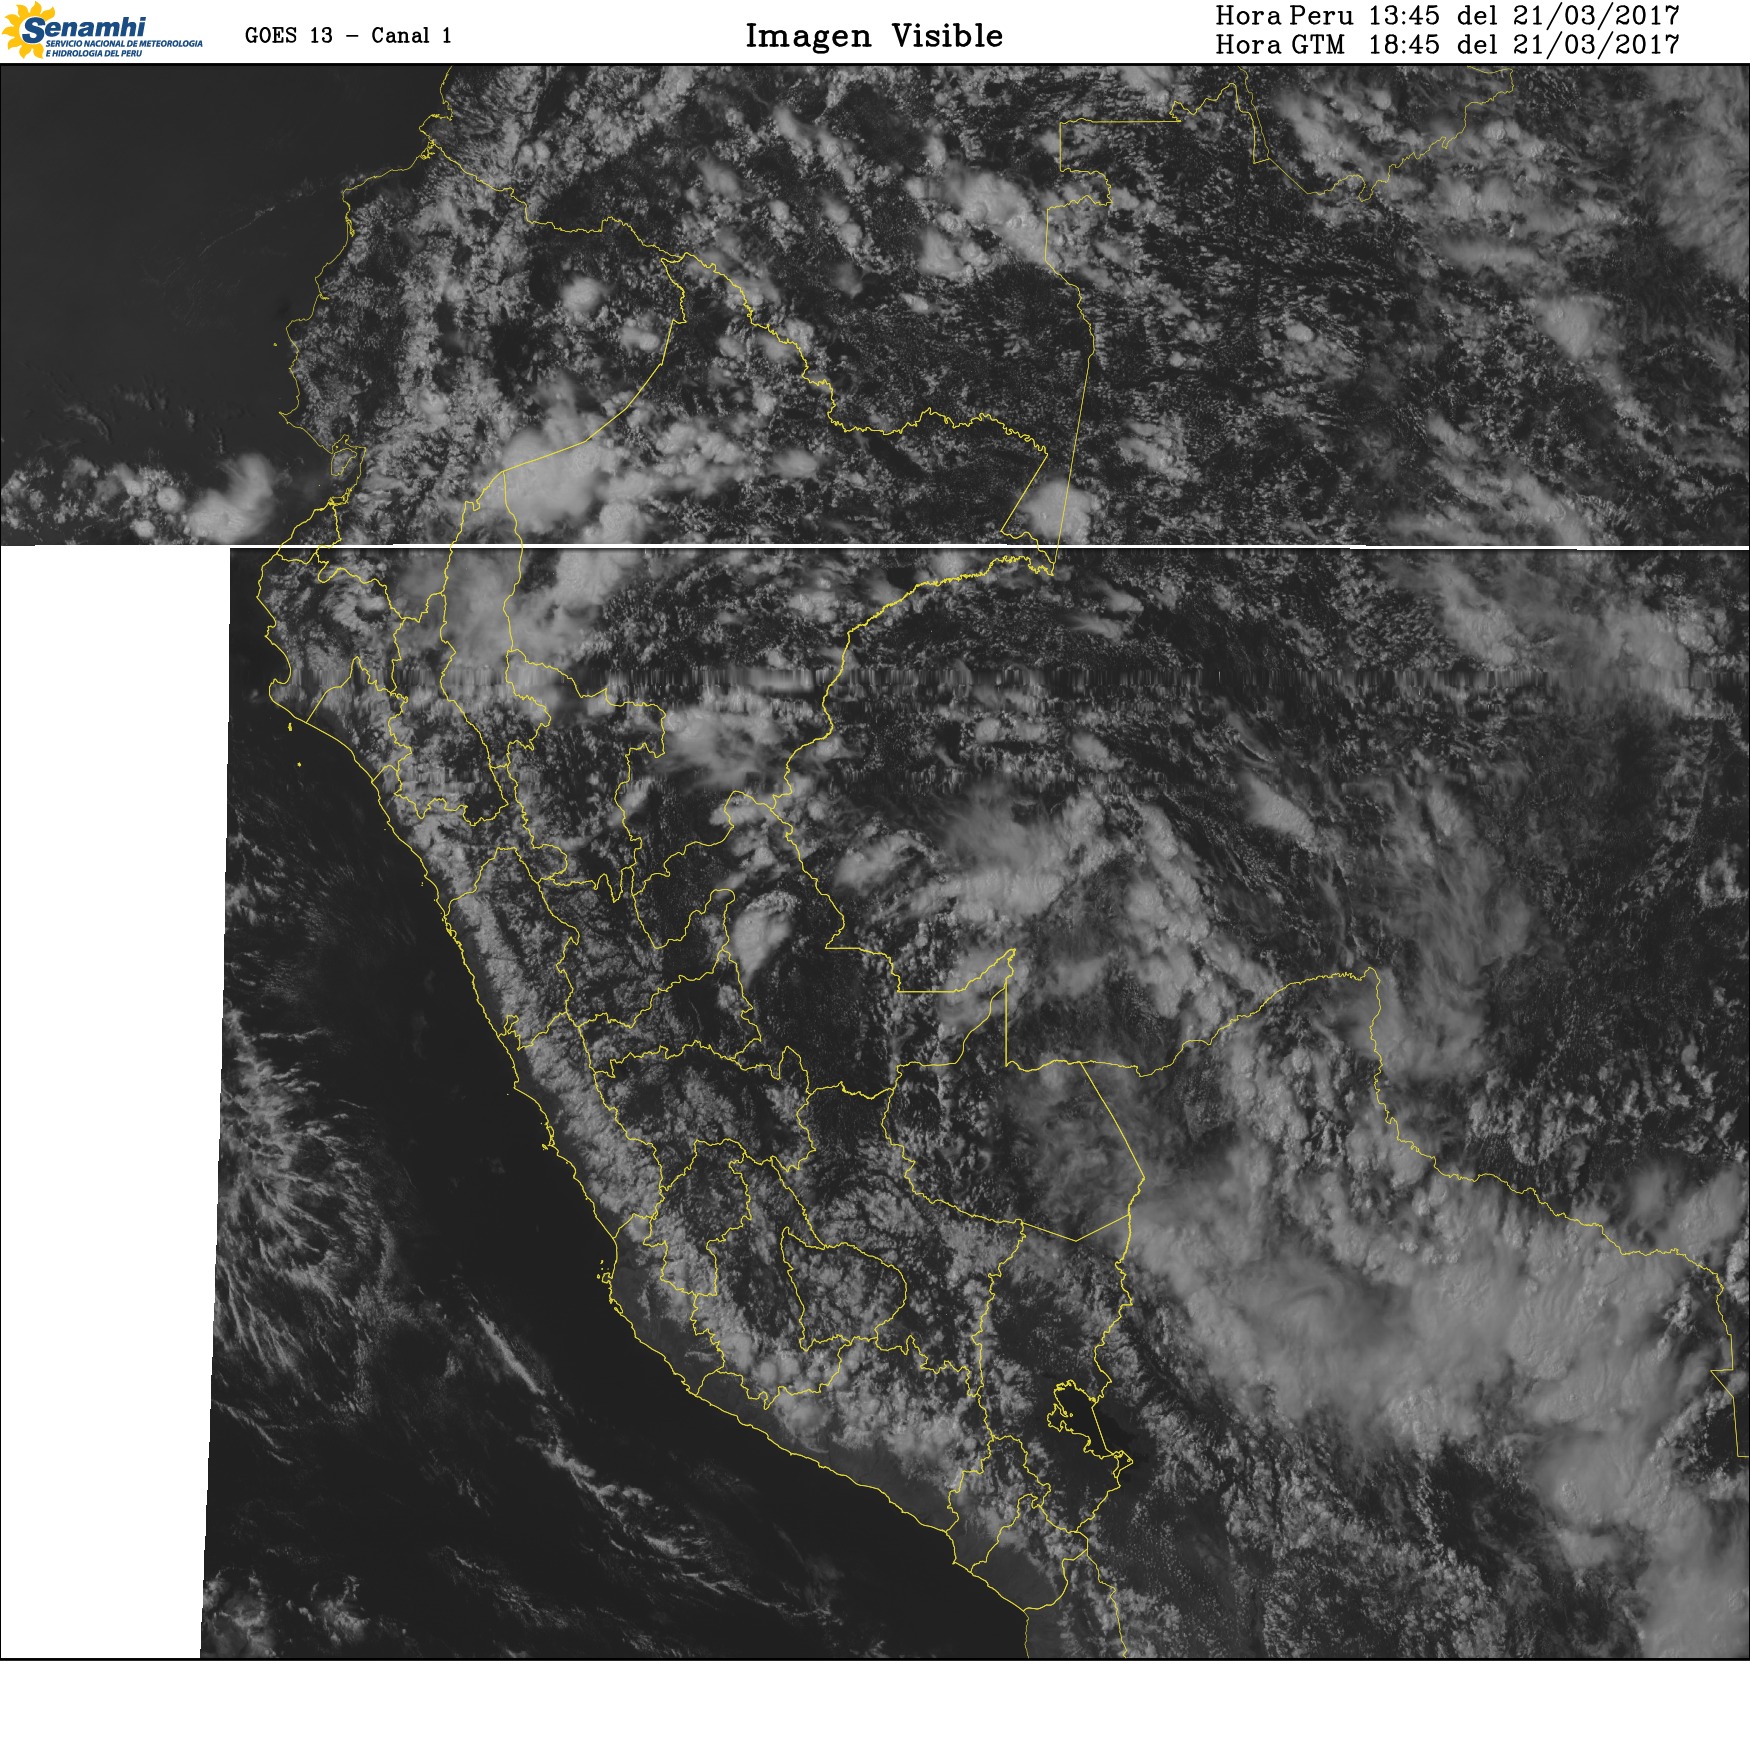 Senamhi
SERVICIO NACIONAL DE METEOROLOGIA
E HIDROLOGIA DEL PERU
GOES 13 - Canal 1
Imagen Visible
Hora Peru 13:45 del 21/03/2017
Hora GTM 18:45 del 21/03/2017